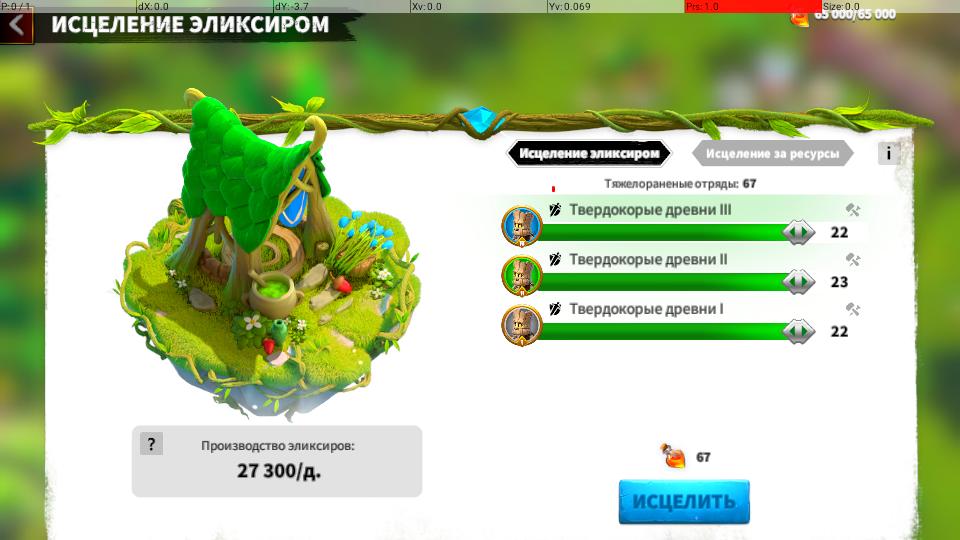 P: 0 / 1 dX: 0.0 dY: -3.7 Xv: 0.0 Yv: 0.069 Prs: 1.0 Size: 0.0
ИСЦЕЛЕНИЕ ЭЛИКСИРОМ
65 000/65 000
Исцеление эликсиром
Исцеление за ресурсы
i
Тяжелораненые отряды: 67
Твердокорые древни III
22
Твердокорые древни II
23
Твердокорые древни I
22
?
Производство эликсиров:
27 300/д.
67
ИСЦЕЛИТЬ